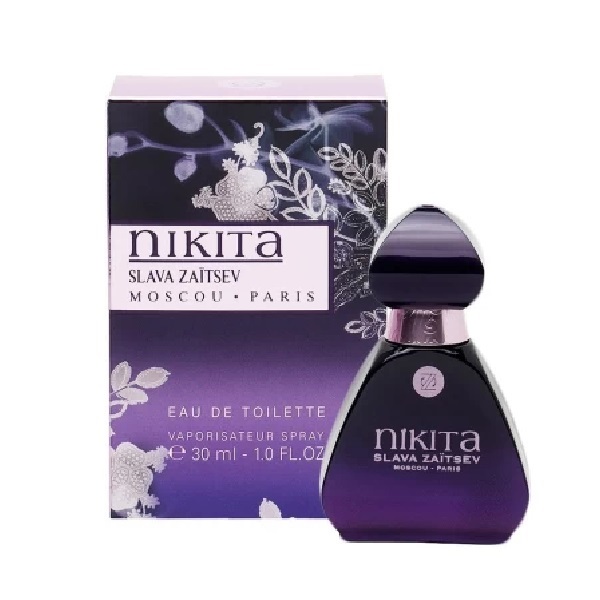 NIKITA
SLAVA ZAÏTSEV
MOSCOU · PARIS
EAU DE TOILETTE
VAPORISATEUR SPRAY
℮ 30 ml - 1.0 FL.OZ
NIKITA
SLAVA ZAÏTSEV
MOSCOU · PARIS